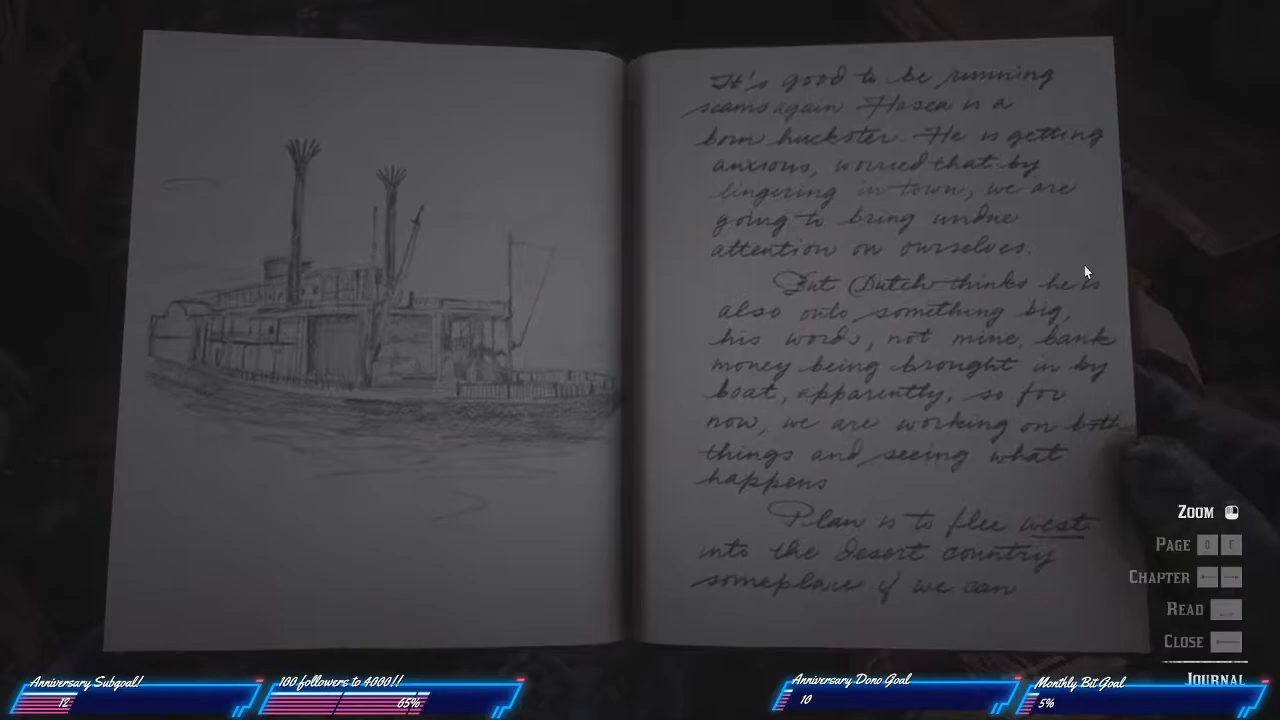 It's good to be running
scams again Hosea is a
born huckster. He is getting
anxious, worried that by
lingering in town, we are
going to bring undue
attention on ourselves.
But Dutch thinks he is
also onto something big,
his words, not mine, bank
money being brought in by
boat, apparently, so for
now, we are working on both
things and seeing what
happens
Plan is to flee west
into the desert country
someplace if we can
ZOOM
PAGE
CHAPTER
READ
CLOSE
JOURNAL
Anniversary Subgoal!
12
100 followers to 4000!!
65%
Anniversary Dono Goal
10
Monthly Bit Goal
5%